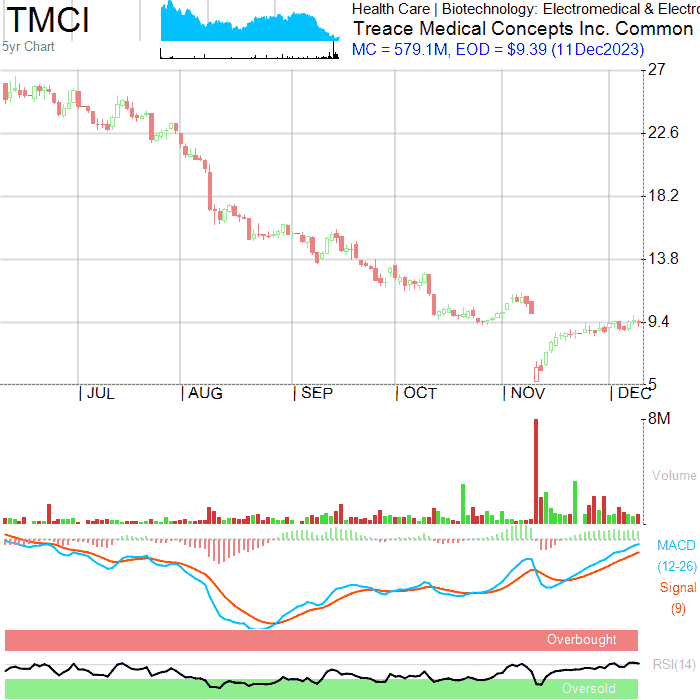 TMCI
5yr Chart
Health Care | Biotechnology: Electromedical & Electro
Treace Medical Concepts Inc. Common
MC = 579.1M, EOD = $9.39 (11Dec2023)
27
22.6
18.2
13.8
9.4
5
JUL
AUG
SEP
OCT
NOV
DEC
8M
Volume
MACD
(12-26)
Signal
(9)
Overbought
RSI(14)
Oversold